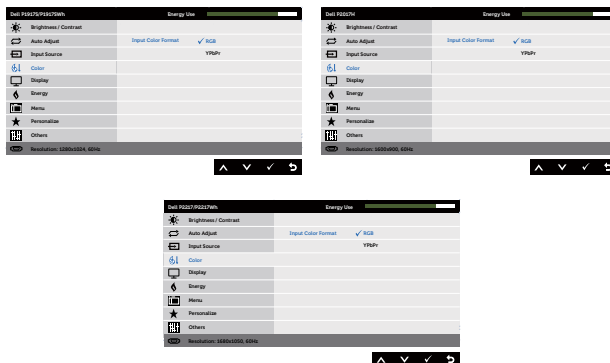 Dell P1917S/P1917SWh Energy Use
Brightness / Contrast
Auto Adjust Input Color Format ✓ RGB
Input Source YPbPr
Color
Display
Energy
Menu
Personalize
Others
Resolution: 1280x1024, 60Hz
Dell P2017H Energy Use
Brightness / Contrast
Auto Adjust Input Color Format ✓ RGB
Input Source YPbPr
Color
Display
Energy
Menu
Personalize
Others
Resolution: 1600x900, 60Hz
Dell P2217/P2217Wh Energy Use
Brightness / Contrast
Auto Adjust Input Color Format ✓ RGB
Input Source YPbPr
Color
Display
Energy
Menu
Personalize
Others
Resolution: 1680x1050, 60Hz